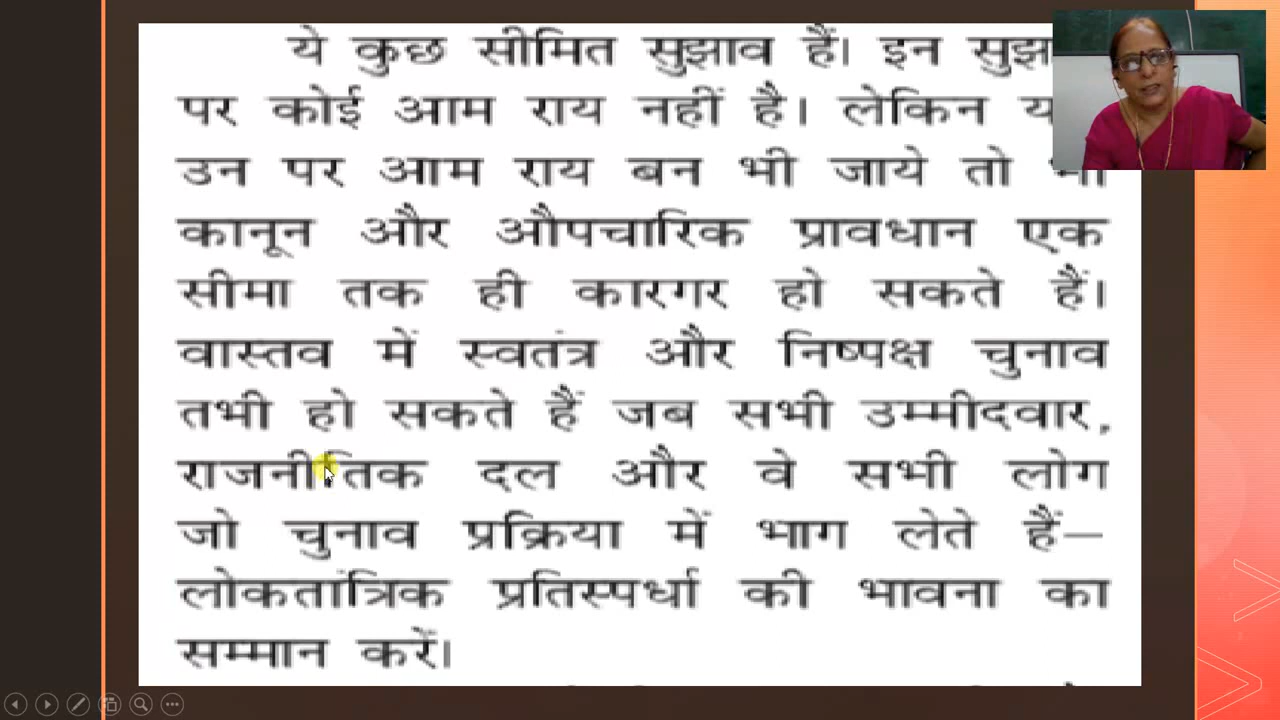 ये कुछ सीमित सुझाव हैं। इन
पर कोई आम राय नहीं है। लेकिन
उन पर आम राय बन भी जाये तो
कानून और औपचारिक प्रावधान एक
सीमा तक ही कारगर हो सकते हैं।
वास्तव में स्वतंत्र और निष्पक्ष चुनाव
तभी हो सकते हैं जब सभी उम्मीदवार,
राजनीतिक दल और वे सभी लोग
जो चुनाव प्रक्रिया में भाग लेते हैं–
लोकतांत्रिक प्रतिस्पर्धा की भावना का
सम्मान करें।